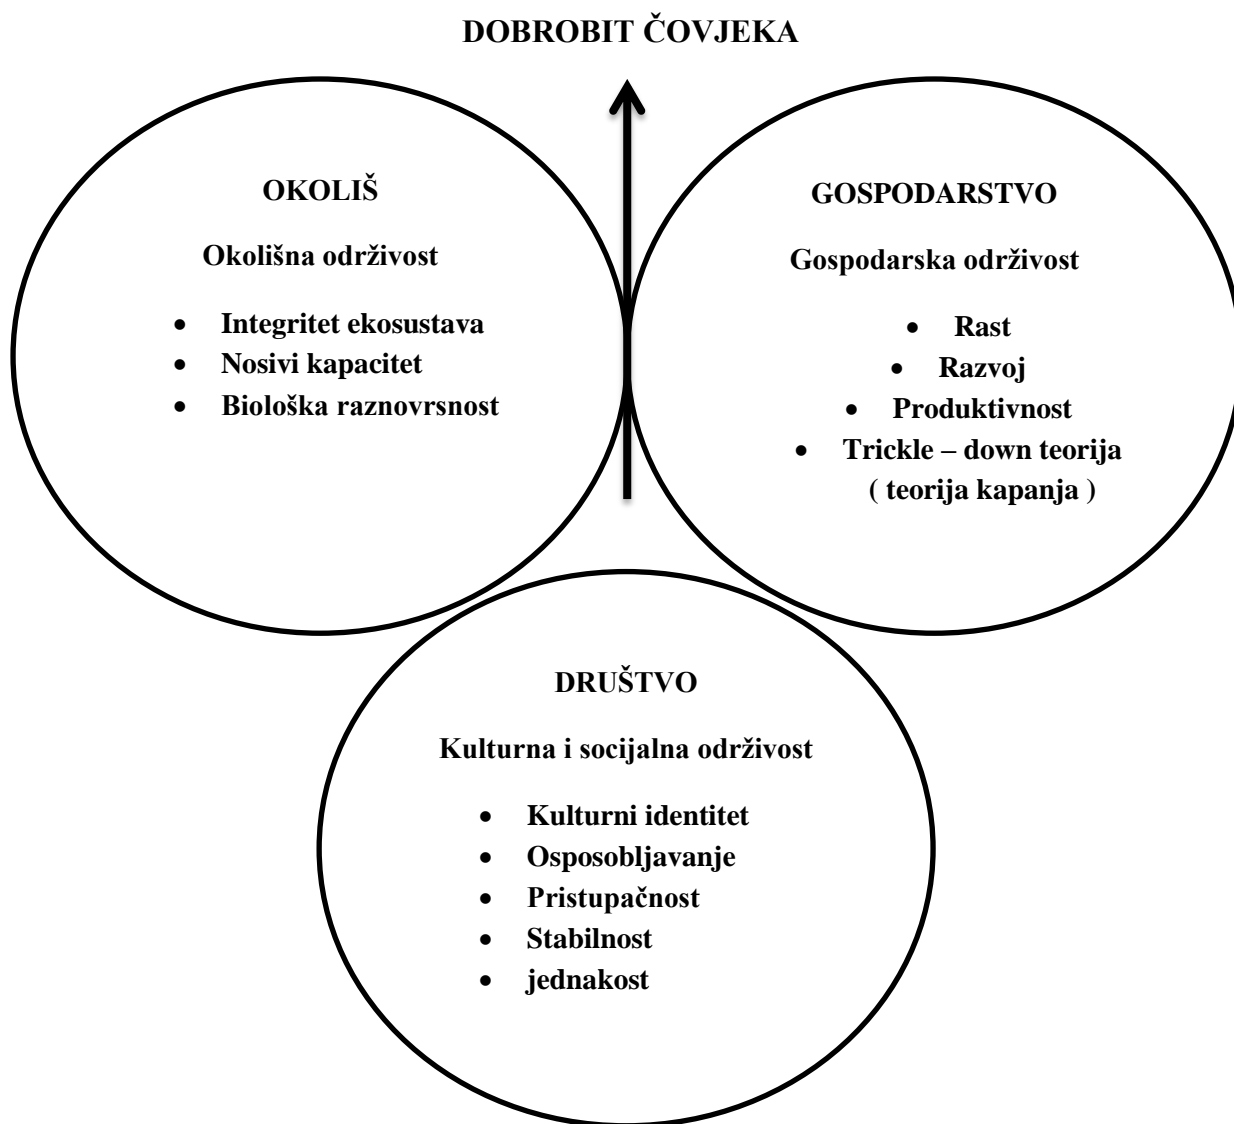 DOBROBIT ČOVJEKA
OKOLIŠ
Okolišna održivost
• Integritet ekosustava
• Nosivi kapacitet
• Biološka raznovrsnost
GOSPODARSTVO
Gospodarska održivost
• Rast
• Razvoj
• Produktivnost
• Trickle – down teorija
( teorija kapanja )
DRUŠTVO
Kulturna i socijalna održivost
• Kulturni identitet
• Osposobljavanje
• Pristupačnost
• Stabilnost
• jednakost